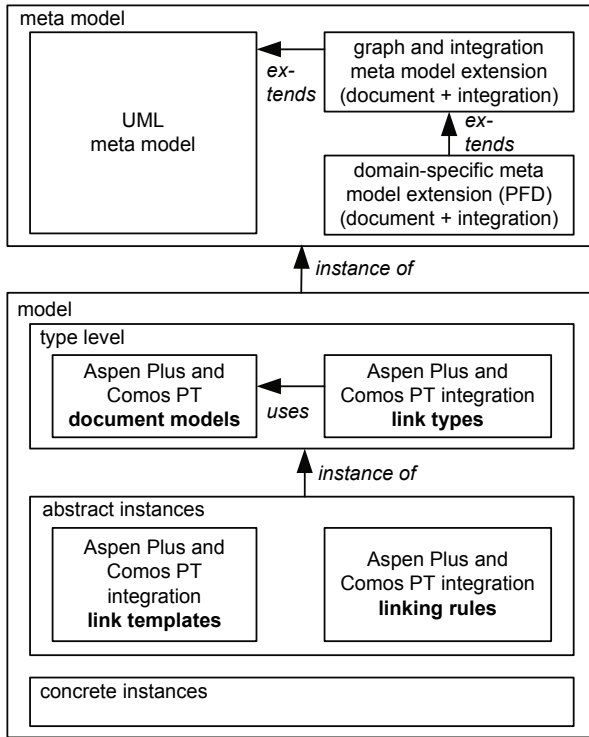 meta model
UML
meta model
ex-
tends
graph and integration
meta model extension
(document + integration)
ex-
tends
domain-specific meta
model extension (PFD)
(document + integration)
instance of
model
type level
Aspen Plus and
Comos PT
document models
uses
Aspen Plus and
Comos PT integration
link types
instance of
abstract instances
Aspen Plus and
Comos PT
integration
link templates
Aspen Plus and
Comos PT integration
linking rules
concrete instances